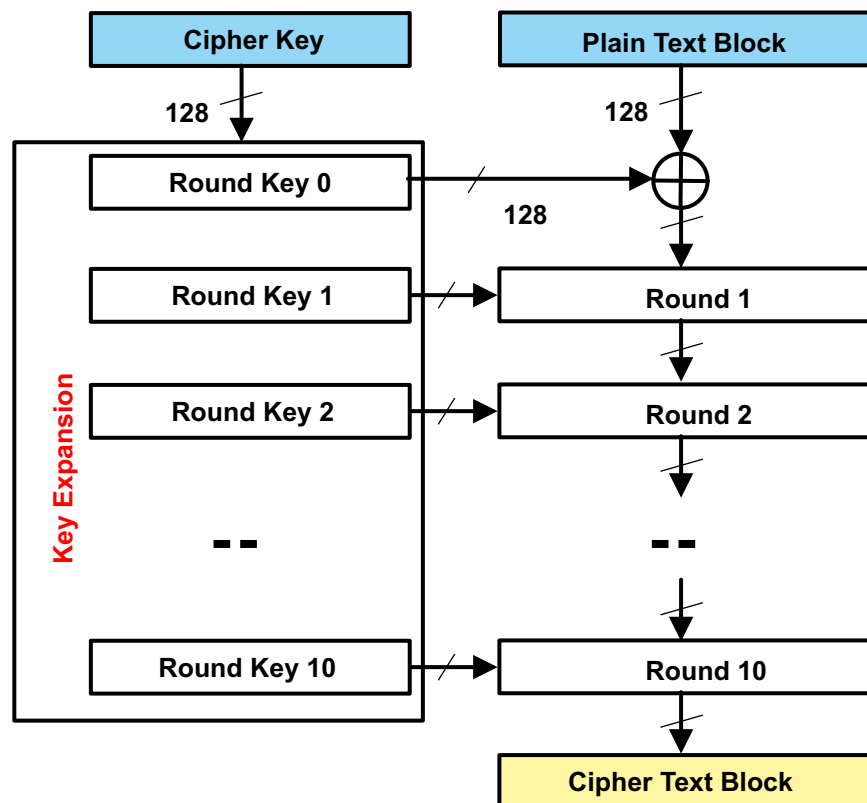 Cipher Key
Plain Text Block
128
128
Round Key 0
128
Round Key 1
Round 1
Round Key 2
Round 2
Key Expansion
--
--
Round Key 10
Round 10
Cipher Text Block